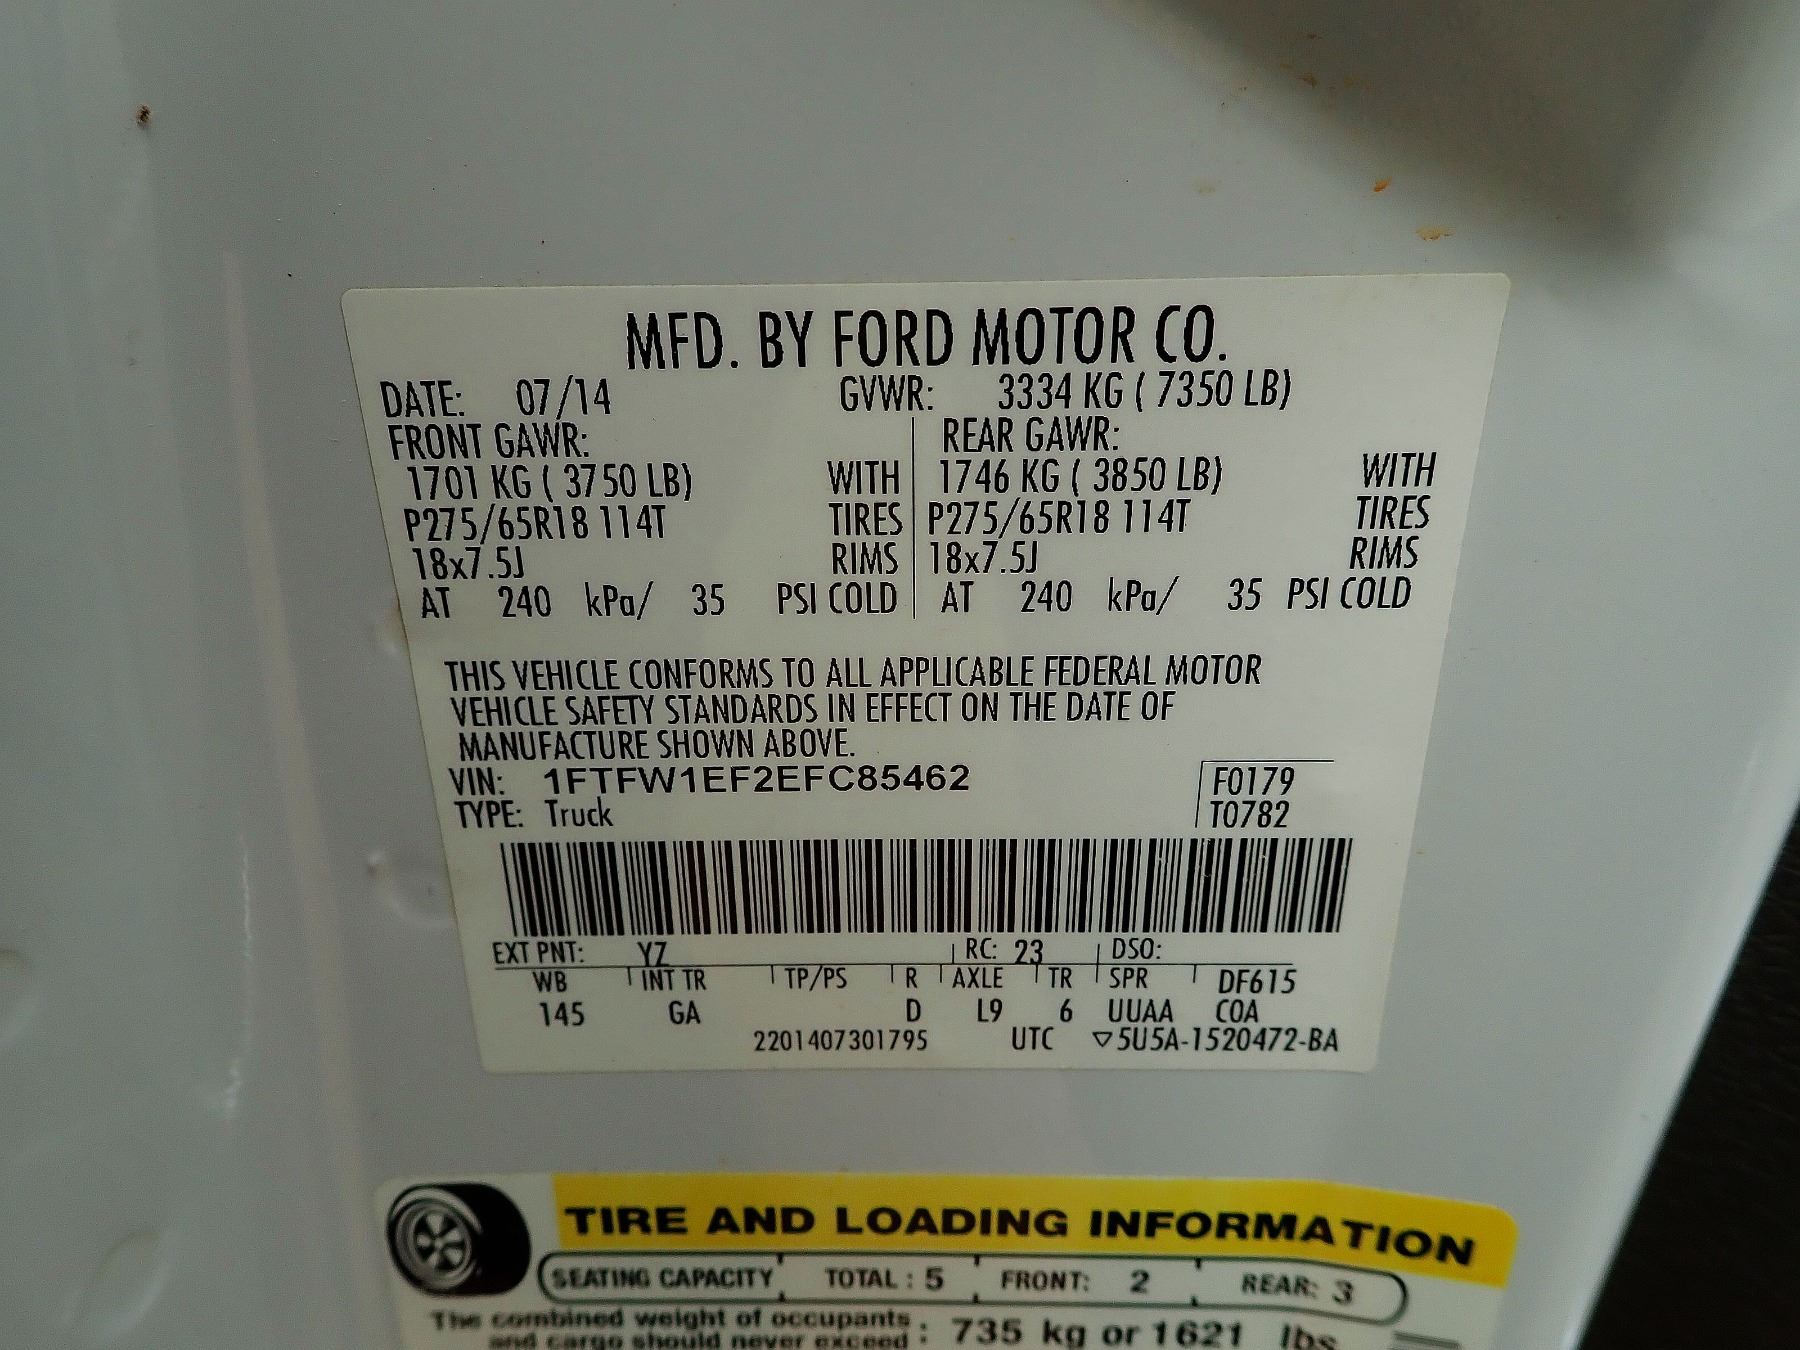 MFD. BY FORD MOTOR CO.
DATE: 07/14 GVWR: 3334 KG ( 7350 LB)
FRONT GAWR: REAR GAWR:
1701 KG ( 3750 LB) WITH 1746 KG ( 3850 LB) WITH
P275/65R18 114T TIRES P275/65R18 114T TIRES
18x7.5J RIMS 18x7.5J RIMS
AT 240 kPa/ 35 PSI COLD AT 240 kPa/ 35 PSI COLD
THIS VEHICLE CONFORMS TO ALL APPLICABLE FEDERAL MOTOR
VEHICLE SAFETY STANDARDS IN EFFECT ON THE DATE OF
MANUFACTURE SHOWN ABOVE.
VIN: 1FTFW1EF2EFC85462 F0179
TYPE: Truck T0782
EXT PNT: YZ RC: 23 DSO:
WB INT TR TP/PS R AXLE TR SPR DF615
145 GA D L9 6 UUAA COA
2201407301795 UTC ▽5U5A-1520472-BA
TIRE AND LOADING INFORMATION
SEATING CAPACITY TOTAL : 5 FRONT: 2 REAR: 3
The combined weight of occupants
and cargo should never exceed : 735 kg or 1621 lbs